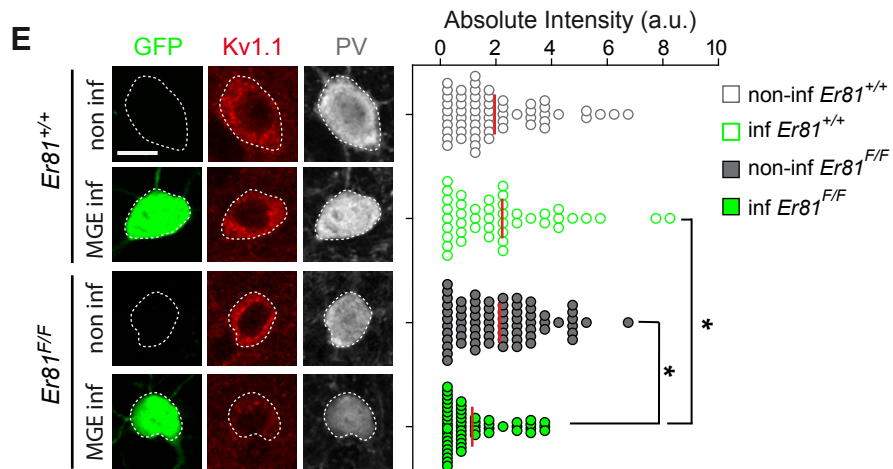 E
GFP
Kv1.1
PV
Er81+/+
non inf
MGE inf
Er81F/F
non inf
MGE inf
Absolute Intensity (a.u.)
0 2 4 6 8 10
*
*
non-inf Er81+/+
inf Er81+/+
non-inf Er81F/F
inf Er81F/F